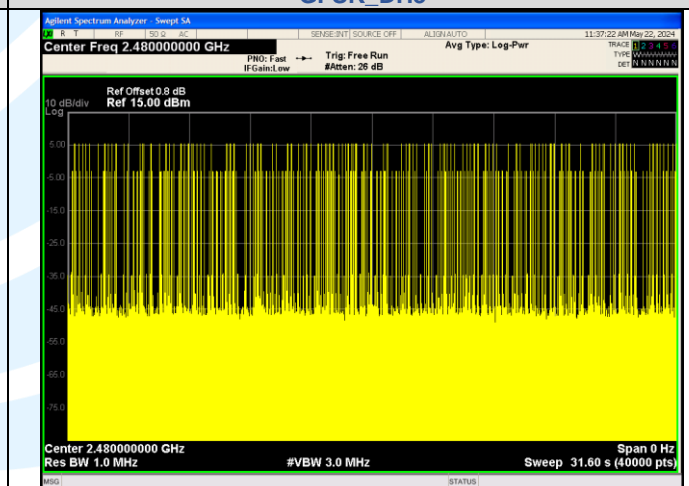 Agilent Spectrum Analyzer - Swept SA
R T RF 50 Ω AC SENSE:INT SOURCE OFF ALIGNAUTO 11:37:22 AM May 22, 2024
Center Freq 2.480000000 GHz Avg Type: Log-Pwr TRACE 1 2 3 4 5 6
PNO: Fast Trig: Free Run TYPE WWWWWW
IFGain:Low #Atten: 26 dB DET N N N N N N
Ref Offset 0.8 dB
10 dB/div Ref 15.00 dBm
Log
5.00
-5.00
-15.0
-25.0
-35.0
-45.0
-55.0
-65.0
-75.0
Center 2.480000000 GHz Span 0 Hz
Res BW 1.0 MHz #VBW 3.0 MHz Sweep 31.60 s (40000 pts)
MSG STATUS